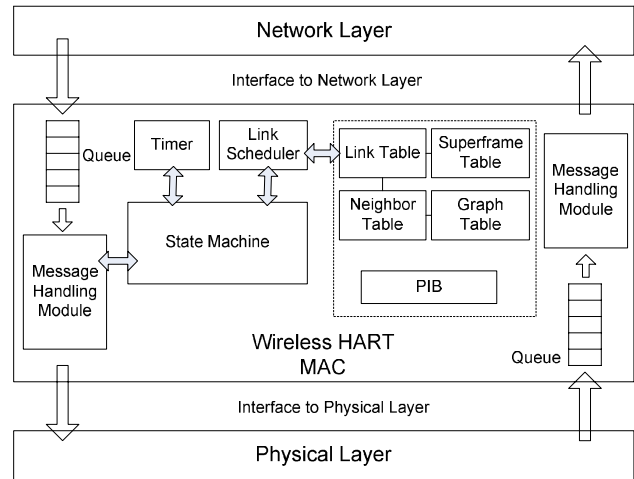 Network Layer
Interface to Network Layer
Queue
Timer
Link
Scheduler
Link Table
Superframe
Table
Neighbor
Table
Graph
Table
Message
Handling
Module
State Machine
Message
Handling
Module
PIB
Wireless HART
MAC
Queue
Interface to Physical Layer
Physical Layer